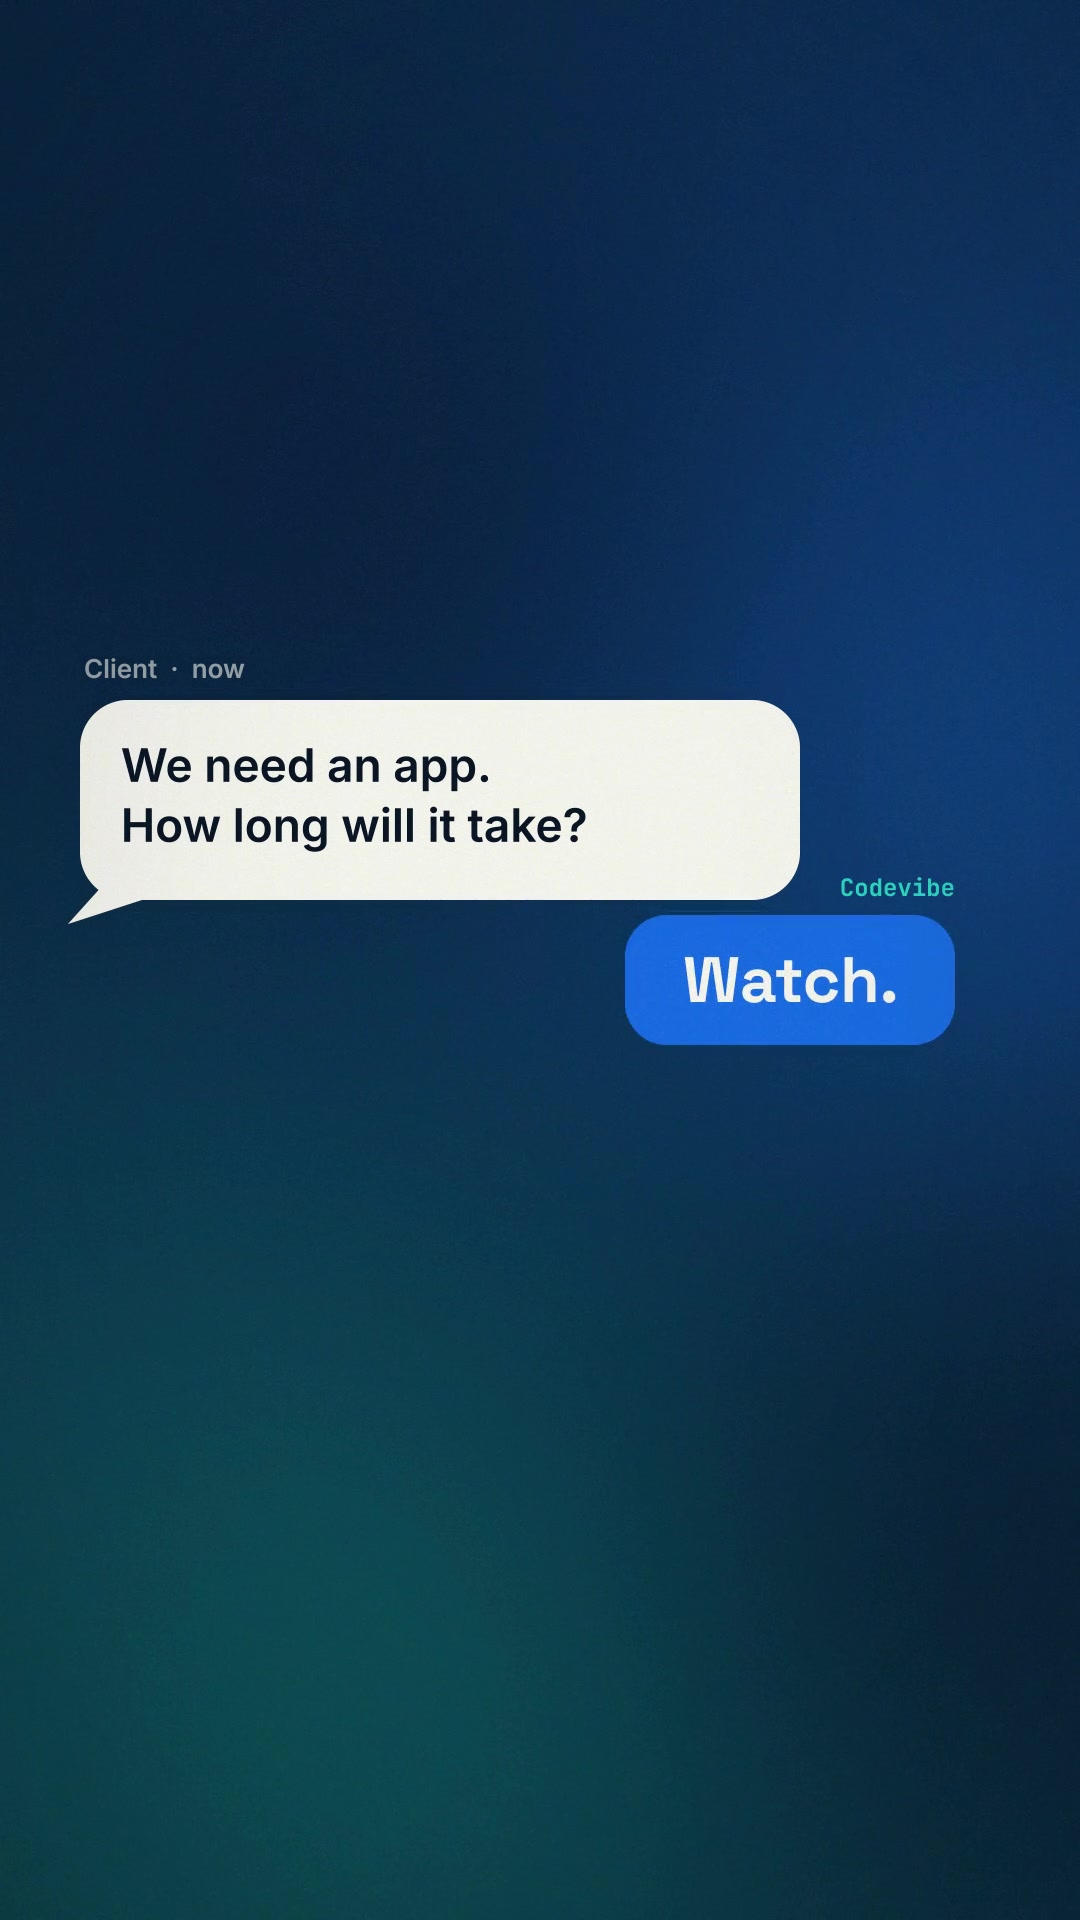 Client · now
We need an app.
How long will it take?
Codevibe
Watch.